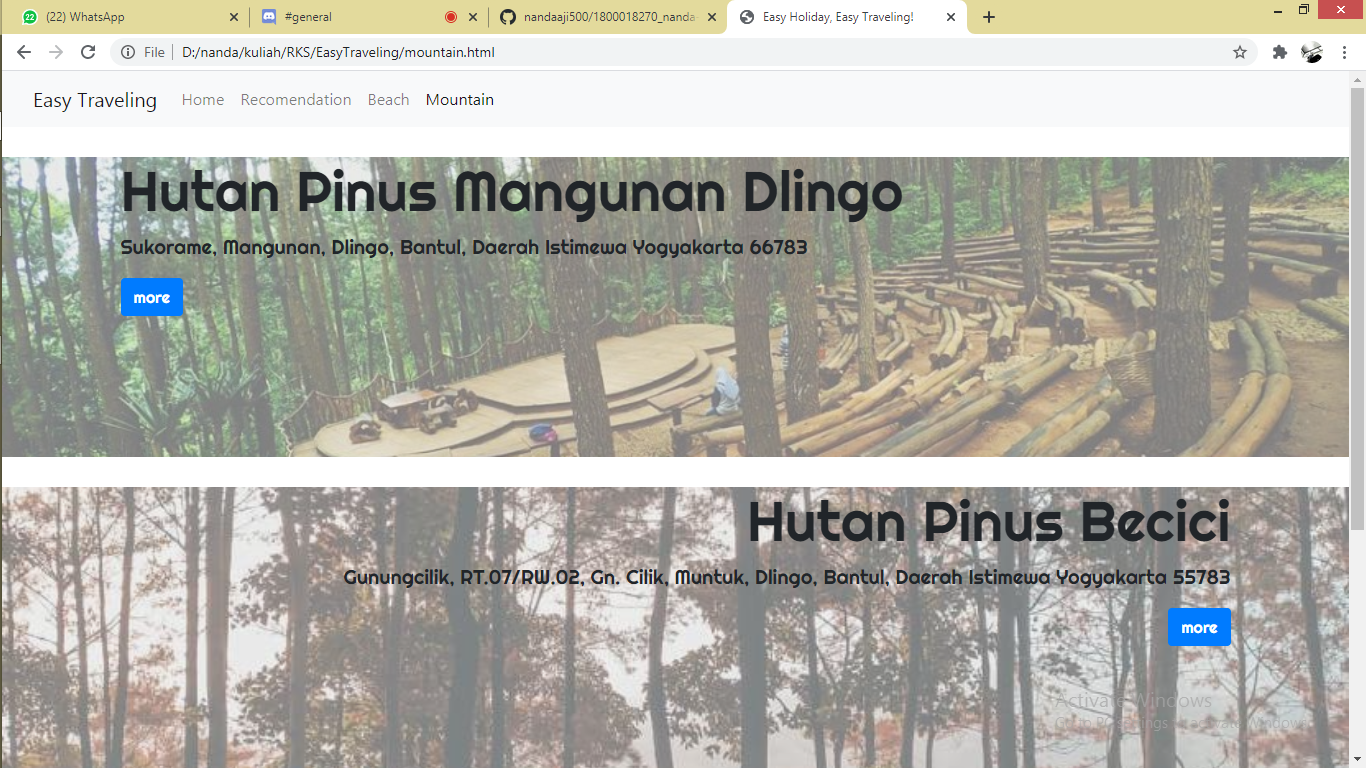 22 (22) WhatsApp
#general
nandaaji500/1800018270_nanda
Easy Holiday, Easy Traveling!
File
D:/nanda/kuliah/RKS/EasyTraveling/mountain.html
Easy Traveling Home Recomendation Beach Mountain
Hutan Pinus Mangunan Dlingo
Sukorame, Mangunan, Dlingo, Bantul, Daerah Istimewa Yogyakarta 66783
more
Hutan Pinus Becici
Gunungcilik, RT.07/RW.02, Gn. Cilik, Muntuk, Dlingo, Bantul, Daerah Istimewa Yogyakarta 55783
more
Activate Windows
Go to PC settings to activate Windows.